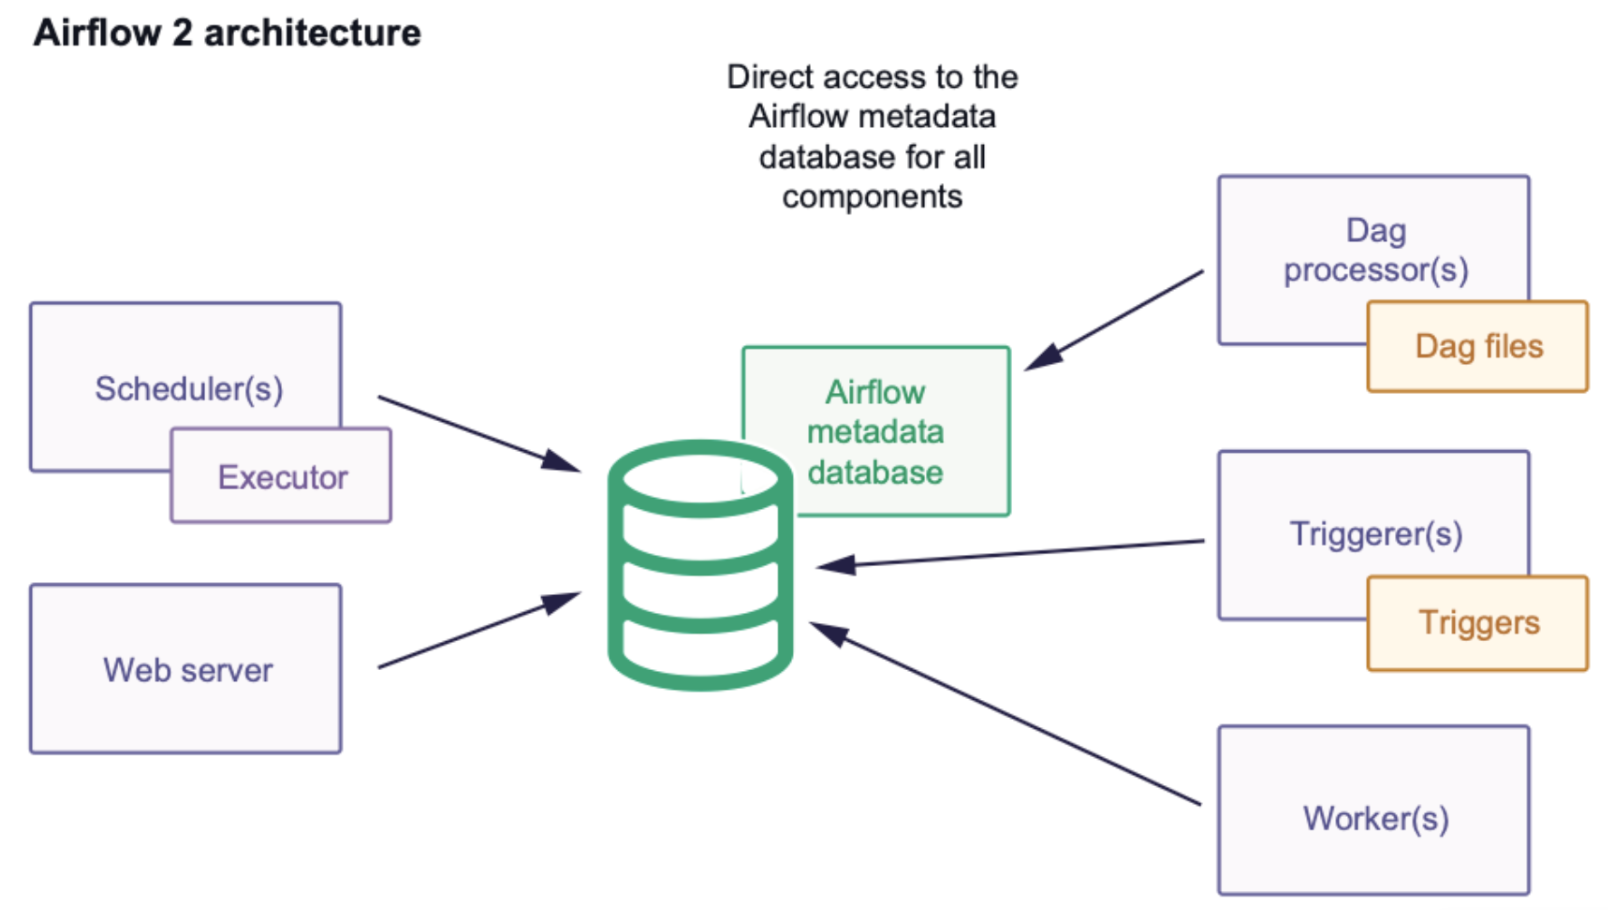 Airflow 2 architecture
Direct access to the
Airflow metadata
database for all
components
Scheduler(s)
Executor
Web server
Airflow
metadata
database
Dag
processor(s)
Dag files
Triggerer(s)
Triggers
Worker(s)